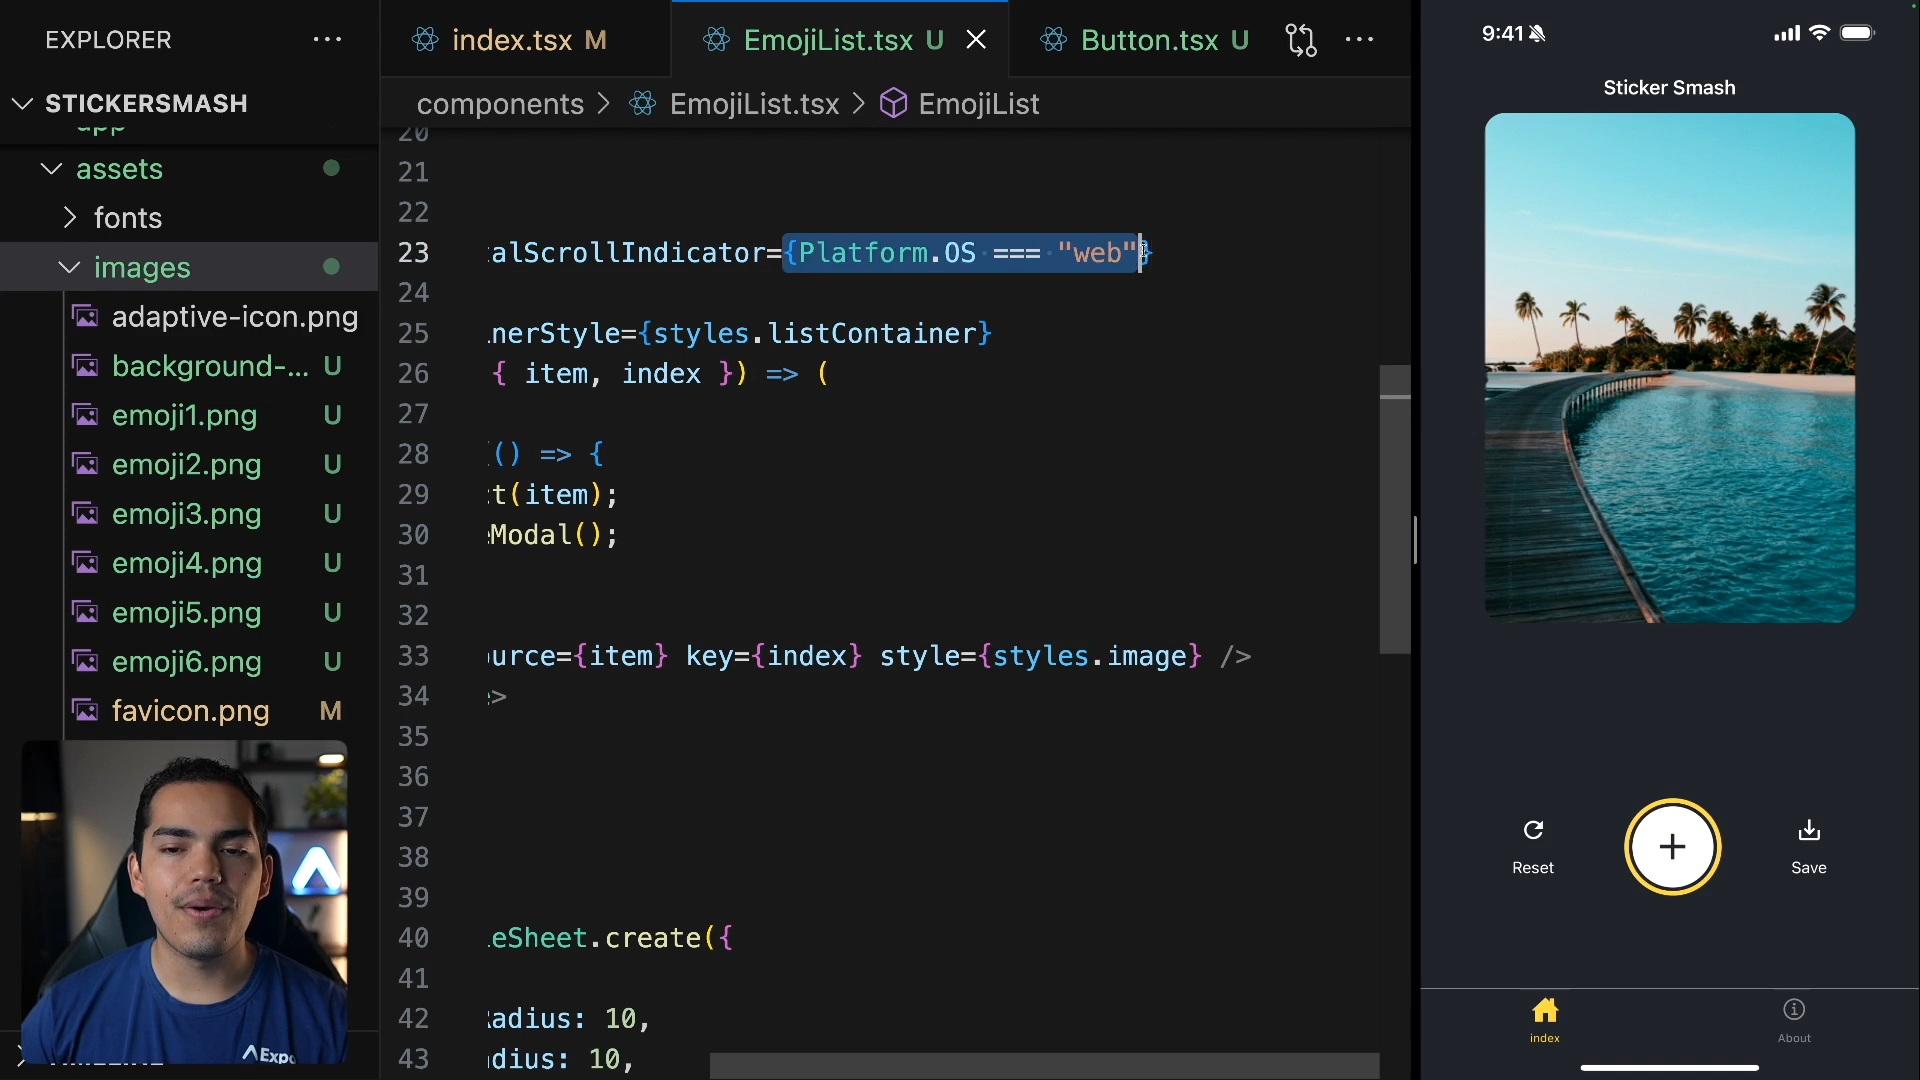 EXPLORER
STICKERSMASH
app
assets
fonts
images
adaptive-icon.png
background-... U
emoji1.png U
emoji2.png U
emoji3.png U
emoji4.png U
emoji5.png U
emoji6.png U
favicon.png M
Expo
index.tsx M
EmojiList.tsx U
Button.tsx U
components > EmojiList.tsx > EmojiList
20
21
22
23 alScrollIndicator={Platform.OS === "web"}
24
25 nerStyle={styles.listContainer}
26 { item, index }) => (
27
28 () => {
29 t(item);
30 Modal();
31
32
33 urce={item} key={index} style={styles.image} />
34 >
35
36
37
38
39
40 eSheet.create({
41
42 adius: 10,
43 dius: 10,
9:41
Sticker Smash
Reset
Save
index
About